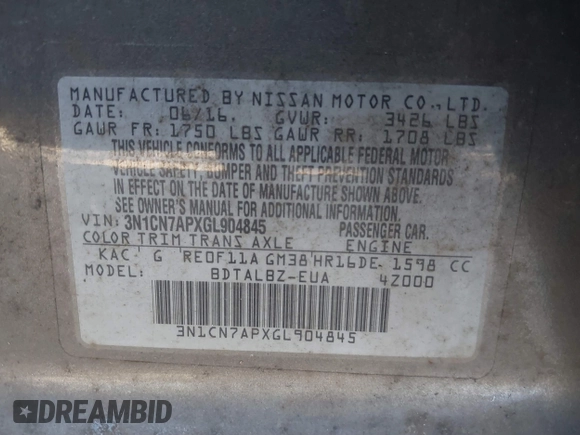 MANUFACTURED BY NISSAN MOTOR CO., LTD.
DATE: 06/16. GVWR: 3426 LBS
GAWR FR: 1750 LBS GAWR RR: 1708 LBS
THIS VEHICLE CONFORMS TO ALL APPLICABLE FEDERAL MOTOR
VEHICLE SAFETY, BUMPER AND THEFT PREVENTION STANDARDS
IN EFFECT ON THE DATE OF MANUFACTURE SHOWN ABOVE.
SEE OWNER'S MANUAL FOR ADDITIONAL INFORMATION.
VIN: 3N1CN7APXGL904845 PASSENGER CAR.
COLOR TRIM TRANS AXLE ENGINE
KAC G RE0F11A GM38 HR16DE 1598 CC
MODEL: BDTALBZ-EUA 4Z000
3N1CN7APXGL904845
DREAMBID